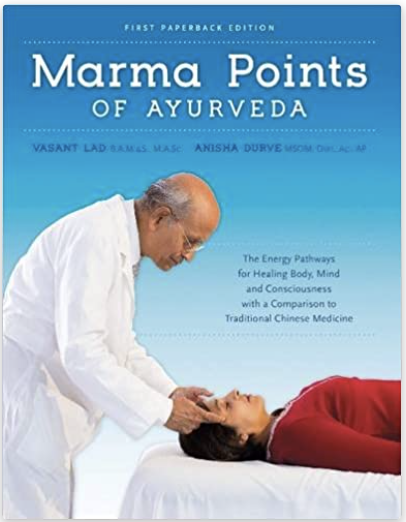 FIRST PAPERBACK EDITION
Marma Points
OF AYURVEDA
VASANT LAD B.A.M.&S., M.A.Sc. ANISHA DURVE MSOM, Dipl. Ac., AP
The Energy Pathways
for Healing Body, Mind
and Consciousness
with a Comparison to
Traditional Chinese Medicine